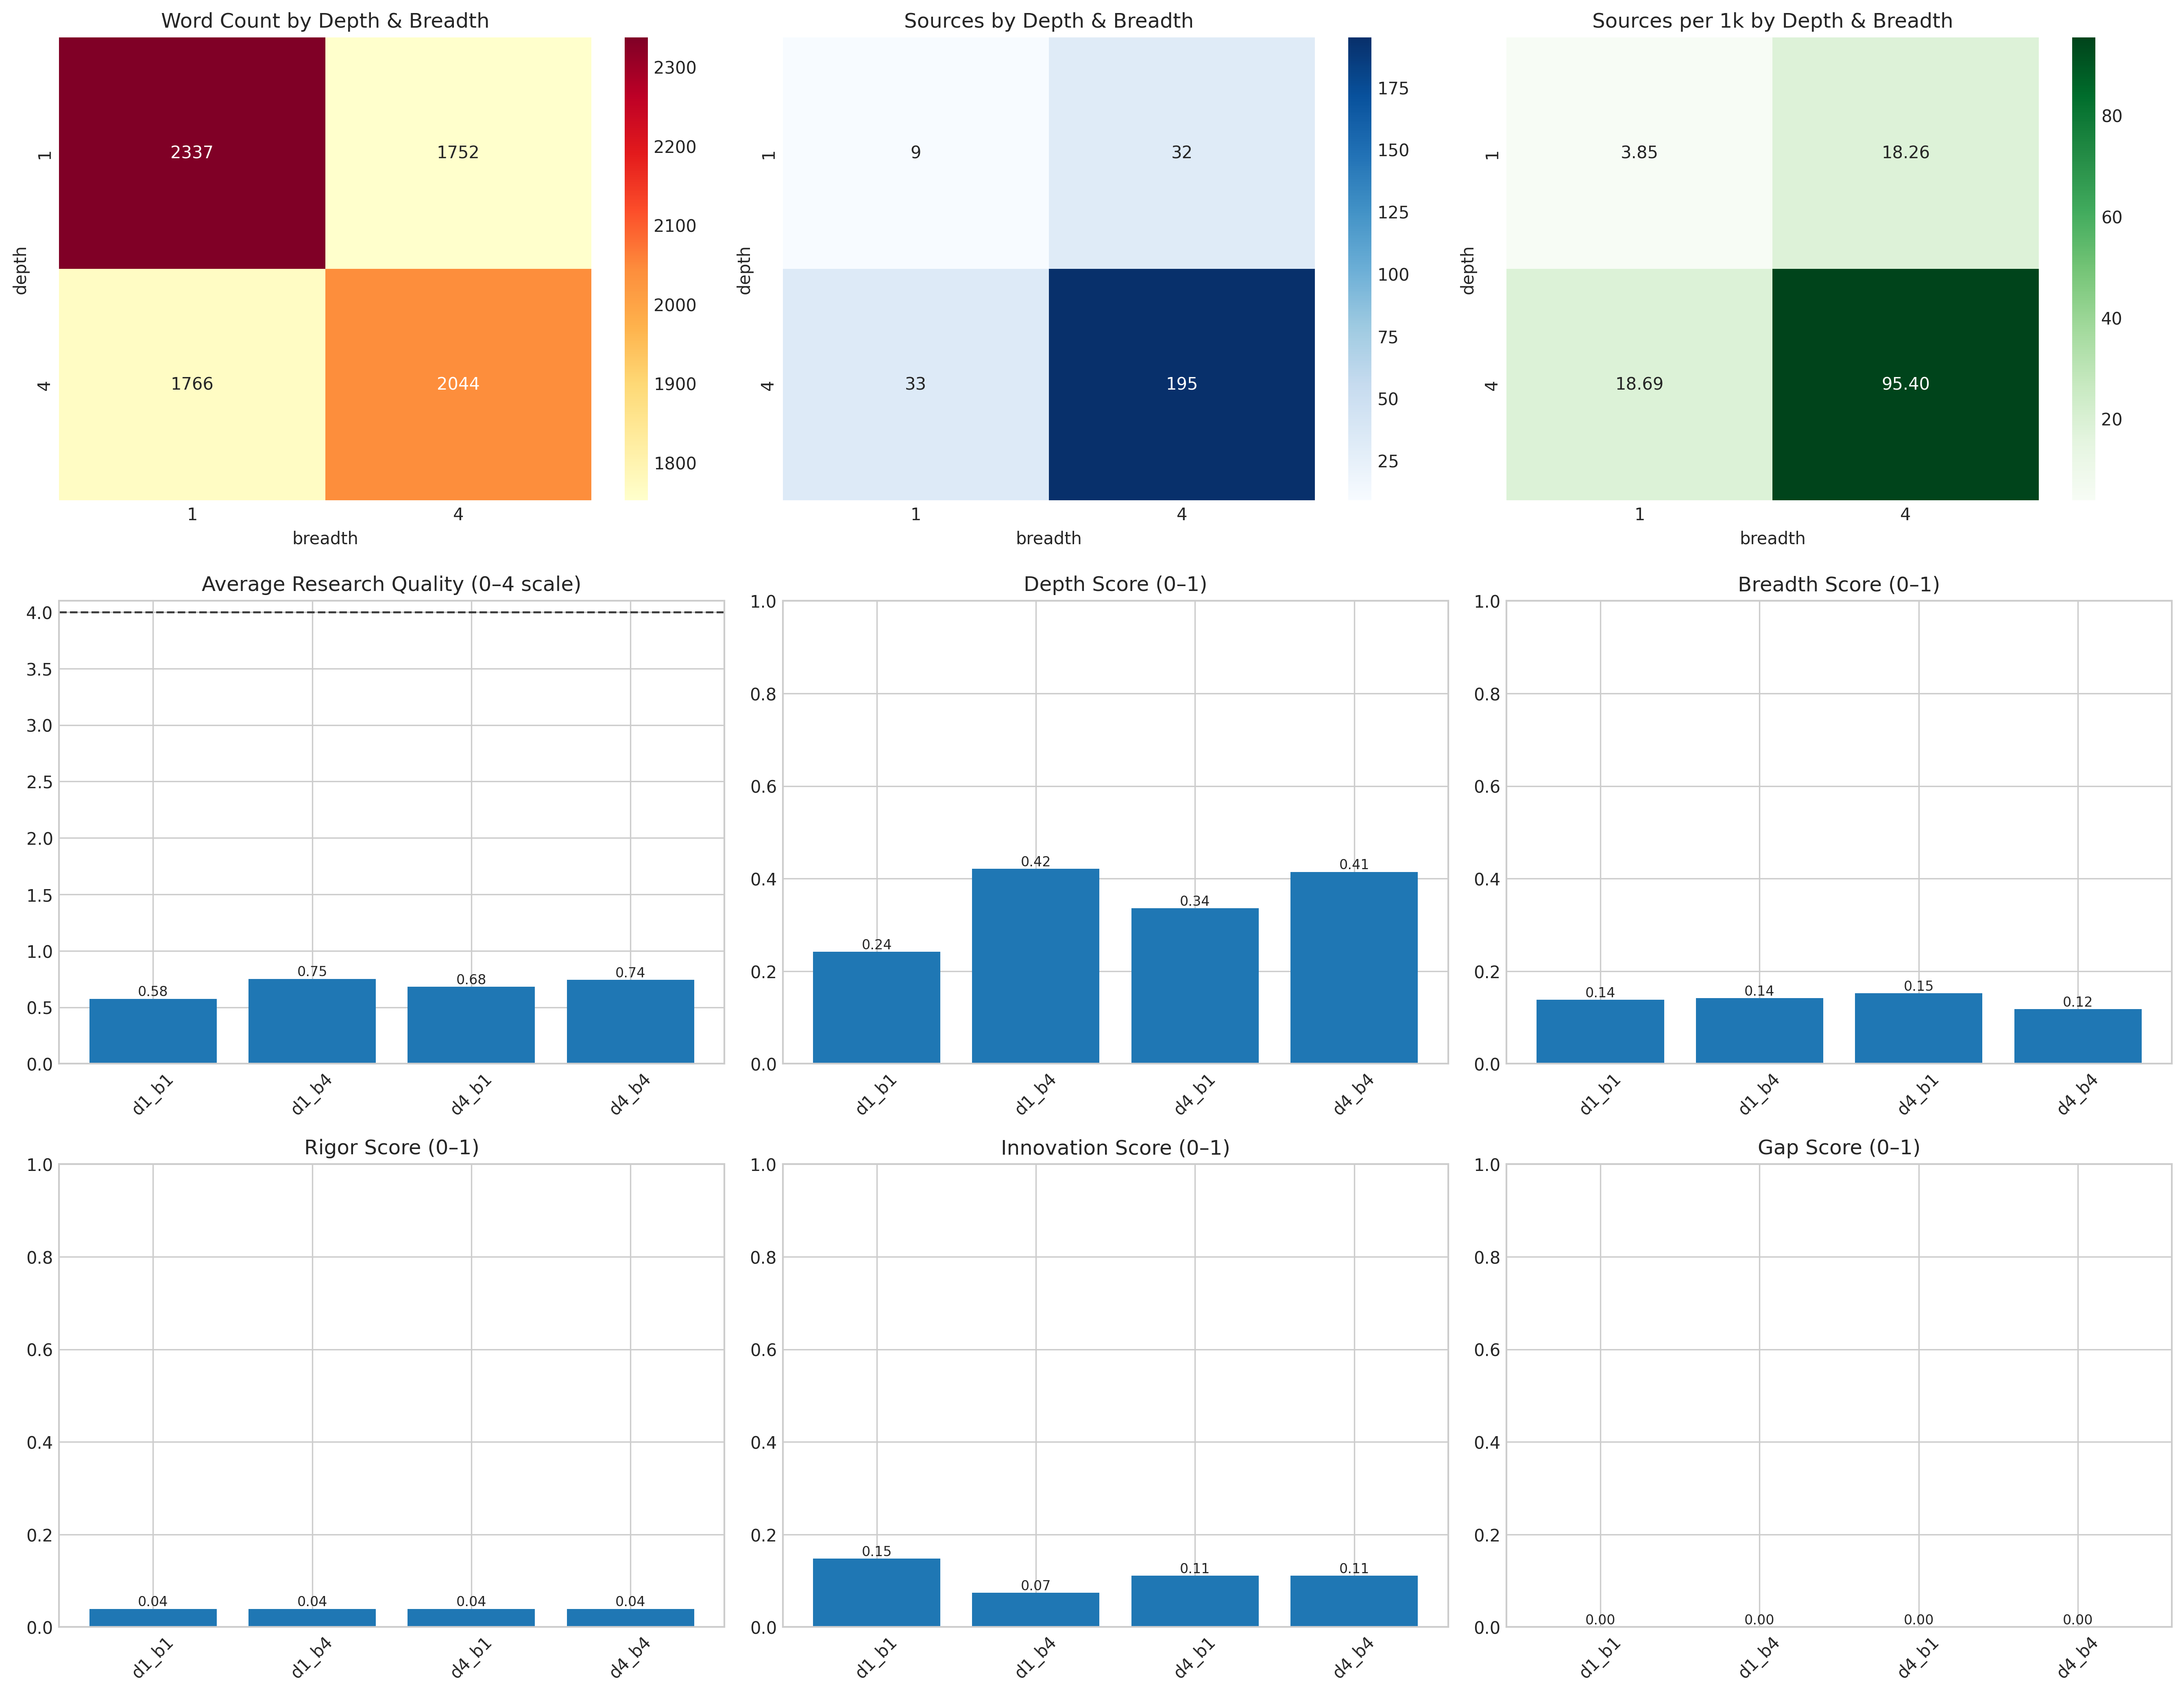 Word Count by Depth & Breadth
2337
1752
1766
2044
1
4
depth
1
4
breadth
2300
2200
2100
2000
1900
1800
Sources by Depth & Breadth
9
32
33
195
1
4
depth
1
4
breadth
175
150
125
100
75
50
25
Sources per 1k by Depth & Breadth
3.85
18.26
18.69
95.40
1
4
depth
1
4
breadth
80
60
40
20
Average Research Quality (0–4 scale)
4.0
3.5
3.0
2.5
2.0
1.5
1.0
0.5
0.0
0.58
0.75
0.68
0.74
d1_b1
d1_b4
d4_b1
d4_b4
Depth Score (0–1)
1.0
0.8
0.6
0.4
0.2
0.0
0.24
0.42
0.34
0.41
d1_b1
d1_b4
d4_b1
d4_b4
Breadth Score (0–1)
1.0
0.8
0.6
0.4
0.2
0.0
0.14
0.14
0.15
0.12
d1_b1
d1_b4
d4_b1
d4_b4
Rigor Score (0–1)
1.0
0.8
0.6
0.4
0.2
0.0
0.04
0.04
0.04
0.04
d1_b1
d1_b4
d4_b1
d4_b4
Innovation Score (0–1)
1.0
0.8
0.6
0.4
0.2
0.0
0.15
0.07
0.11
0.11
d1_b1
d1_b4
d4_b1
d4_b4
Gap Score (0–1)
1.0
0.8
0.6
0.4
0.2
0.0
0.00
0.00
0.00
0.00
d1_b1
d1_b4
d4_b1
d4_b4